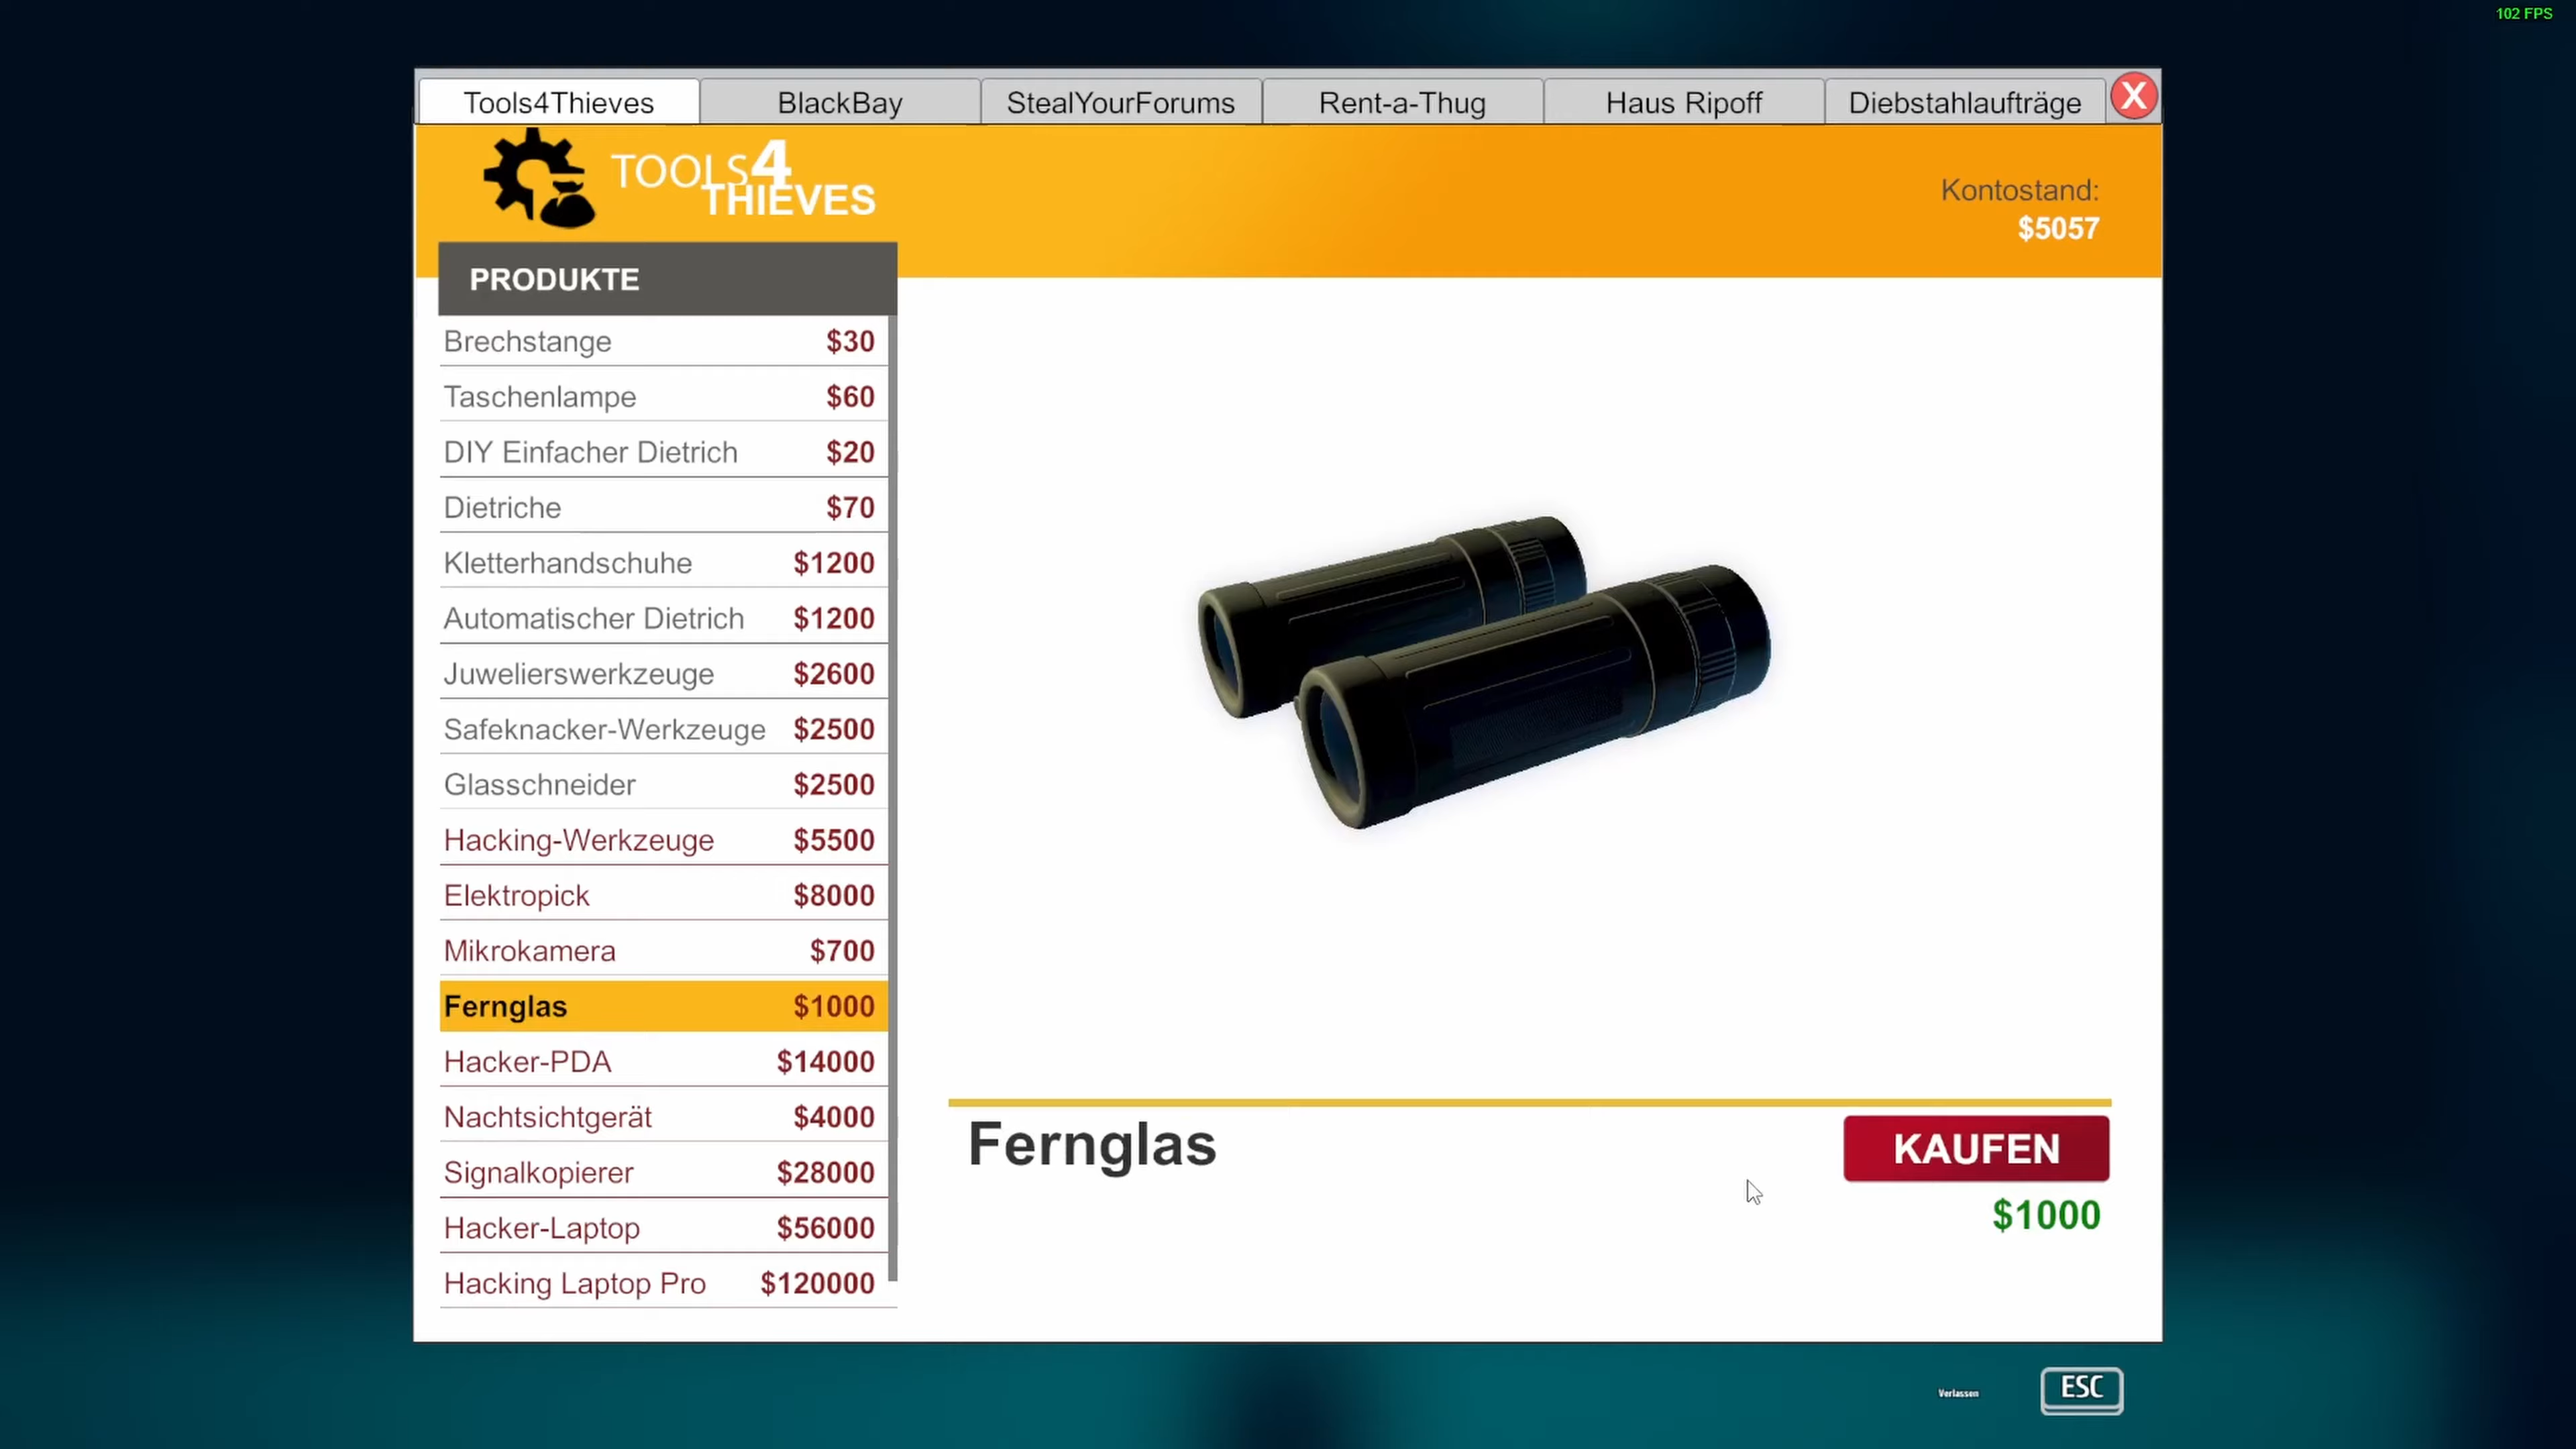 102 FPS
Tools4Thieves BlackBay StealYourForums Rent-a-Thug Haus Ripoff Diebstahlaufträge X
TOOLS4
THIEVES
Kontostand:
$5057
PRODUKTE
Brechstange $30
Taschenlampe $60
DIY Einfacher Dietrich $20
Dietriche $70
Kletterhandschuhe $1200
Automatischer Dietrich $1200
Juwelierswerkzeuge $2600
Safeknacker-Werkzeuge $2500
Glasschneider $2500
Hacking-Werkzeuge $5500
Elektropick $8000
Mikrokamera $700
Fernglas $1000
Hacker-PDA $14000
Nachtsichtgerät $4000
Signalkopierer $28000
Hacker-Laptop $56000
Hacking Laptop Pro $120000
Fernglas
KAUFEN
$1000
Verlassen ESC